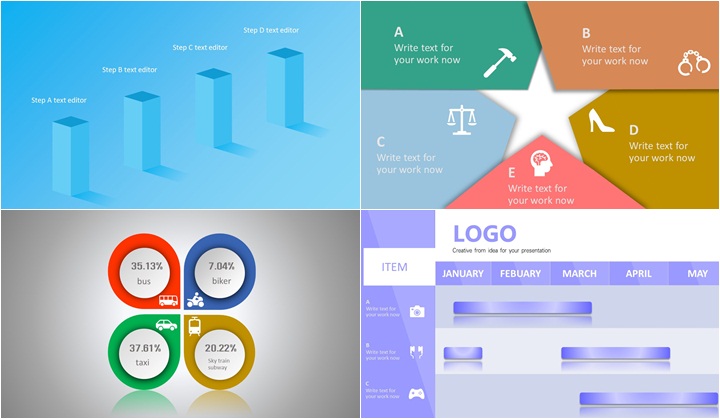 Step A text editor
Step B text editor
Step C text editor
Step D text editor
A
Write text for
your work now
B
Write text for
your work now
C
Write text for
your work now
D
Write text for
your work now
E
Write text for
your work now
35.13%
bus
7.04%
biker
37.61%
taxi
20.22%
Sky train
subway
LOGO
Creative from idea for your presentation
ITEM
JANUARY FEBUARY MARCH APRIL MAY
A
Write text for
your work now
B
Write text for
your work now
C
Write text for
your work now